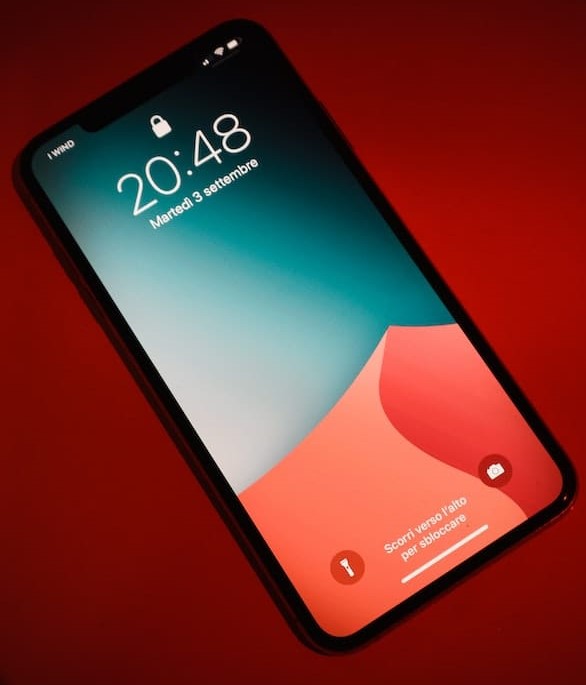 I WIND
20:48
Martedì 3 settembre
Scorri verso l'alto
per sbloccare